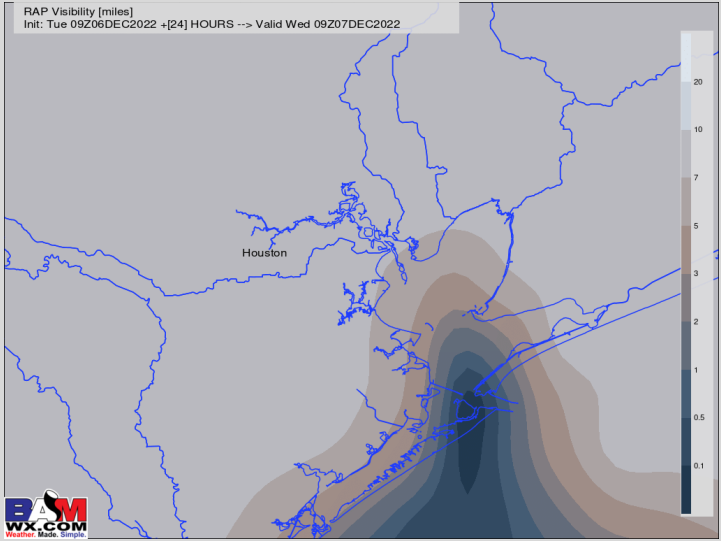 RAP Visibility [miles]
Init: Tue 09Z06DEC2022 +[24] HOURS --> Valid Wed 09Z07DEC2022
20
10
7
5
3
2
1
0.5
0.1
Houston
BAM
WX.COM
Weather. Made. Simple.